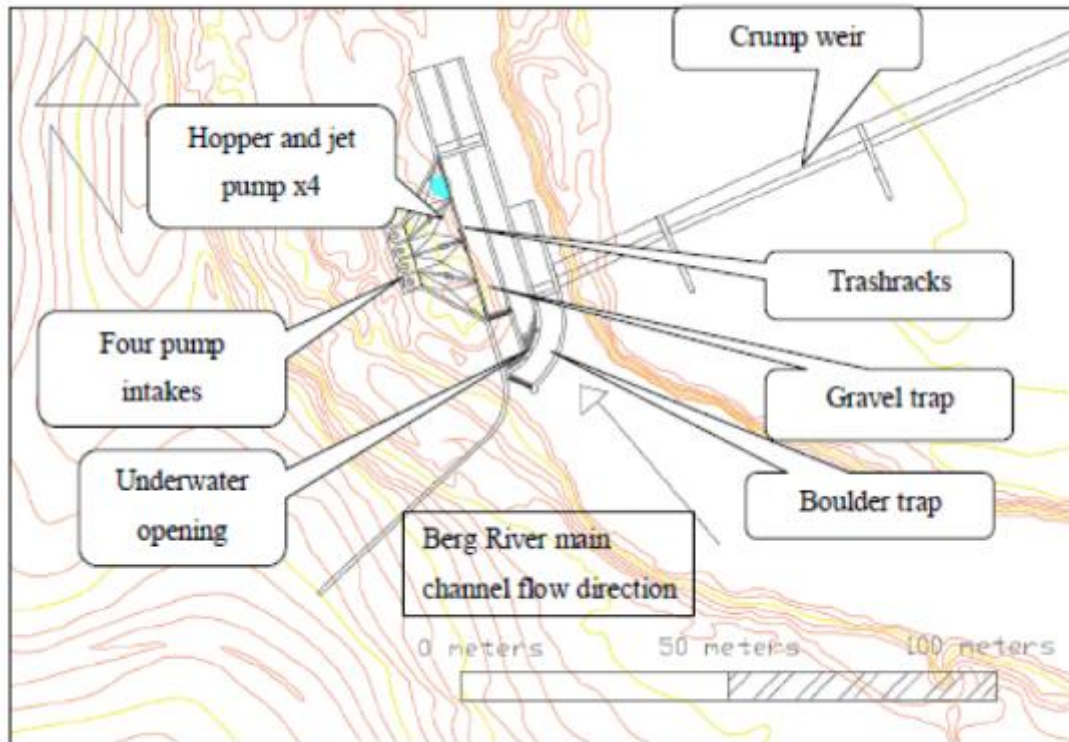 Crump weir
Hopper and jet
pump x4
Trashracks
Four pump
intakes
Gravel trap
Underwater
opening
Boulder trap
Berg River main
channel flow direction
0 meters
50 meters
100 meters